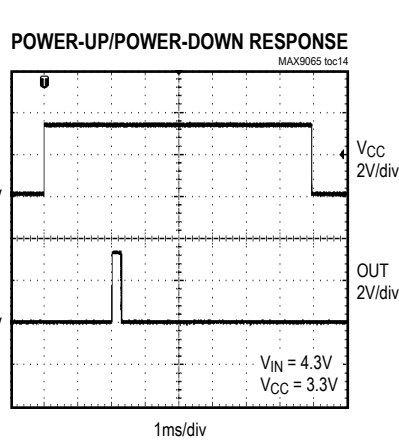 POWER-UP/POWER-DOWN RESPONSE
MAX9065 toc14
T
VCC
2V/div
OUT
2V/div
VIN = 4.3V
VCC = 3.3V
1ms/div